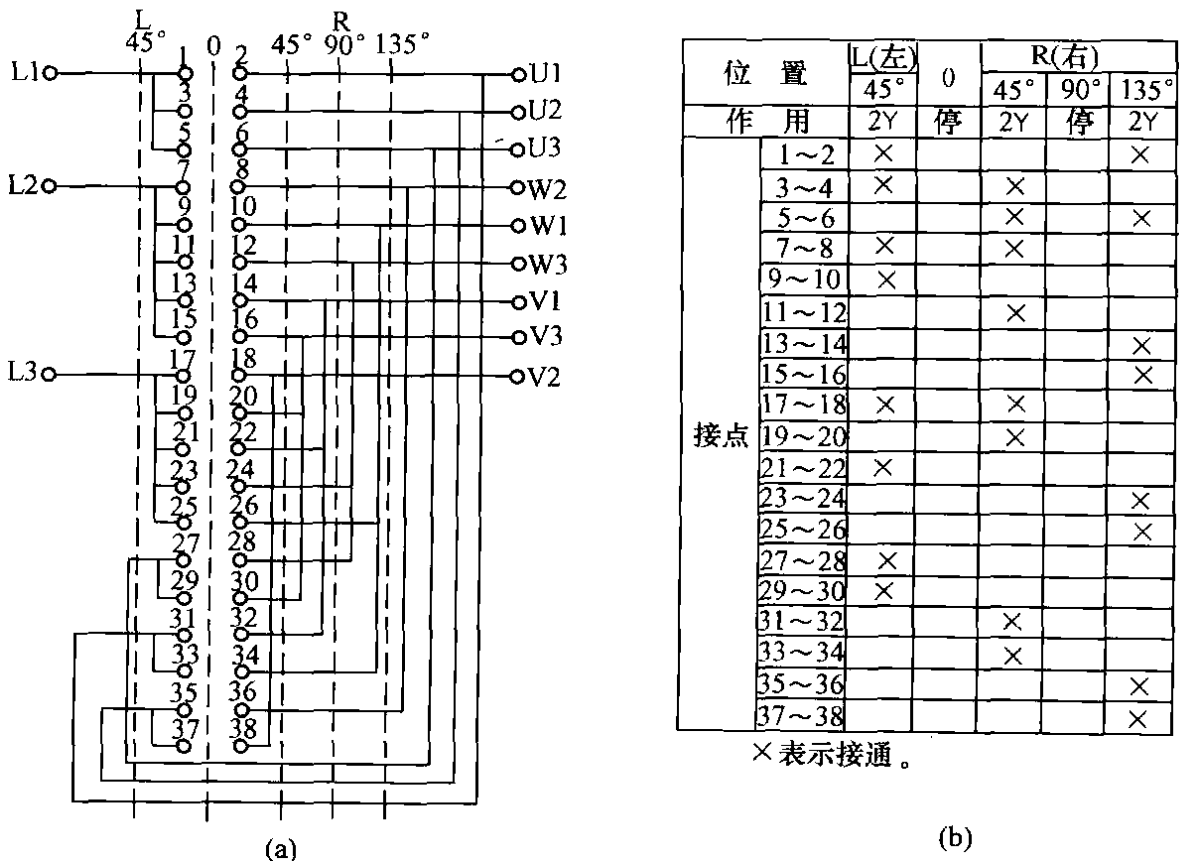 L R
45° 0 45° 90° 135°
1 2
L1 U1
3 4
U2
5 6
U3
7 8
L2 W2
9 10
W1
11 12
W3
13 14
V1
15 16
V3
17 18
L3 V2
19 20
21 22
23 24
25 26
27 28
29 30
31 32
33 34
35 36
37 38
(a)
位置 L(左) 0 R(右)
45° 45° 90° 135°
作用 2Y 停 2Y 停 2Y
接点
1～2 × ×
3～4 × ×
5～6 × ×
7～8 × ×
9～10 ×
11～12 ×
13～14 ×
15～16 ×
17～18 × ×
19～20 ×
21～22 ×
23～24 ×
25～26 ×
27～28 ×
29～30 ×
31～32 ×
33～34 ×
35～36 ×
37～38 ×
×表示接通。
(b)